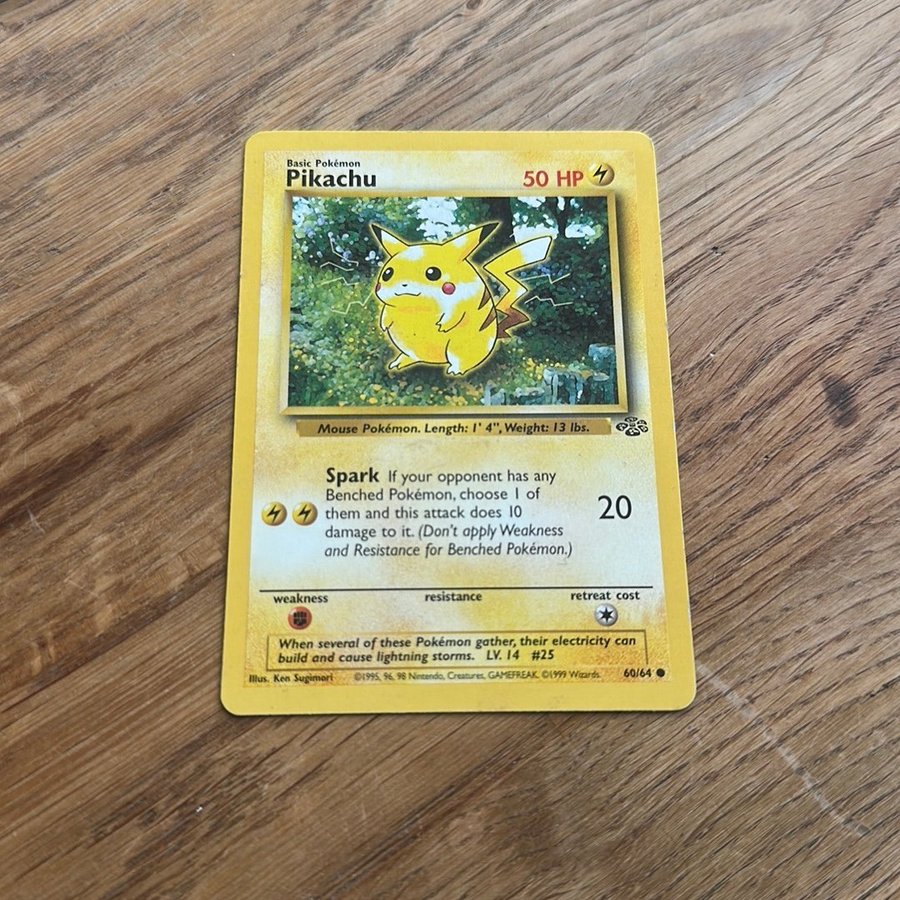 Basic Pokémon
Pikachu 50 HP
Mouse Pokémon. Length: 1' 4", Weight: 13 lbs.
Spark If your opponent has any
Benched Pokémon, choose 1 of
them and this attack does 10
damage to it. (Don't apply Weakness
and Resistance for Benched Pokémon.)
20
weakness resistance retreat cost
When several of these Pokémon gather, their electricity can
build and cause lightning storms. LV. 14 #25
Illus. Ken Sugimori ©1995, 96, 98 Nintendo, Creatures, GAMEFREAK. ©1999 Wizards. 60/64